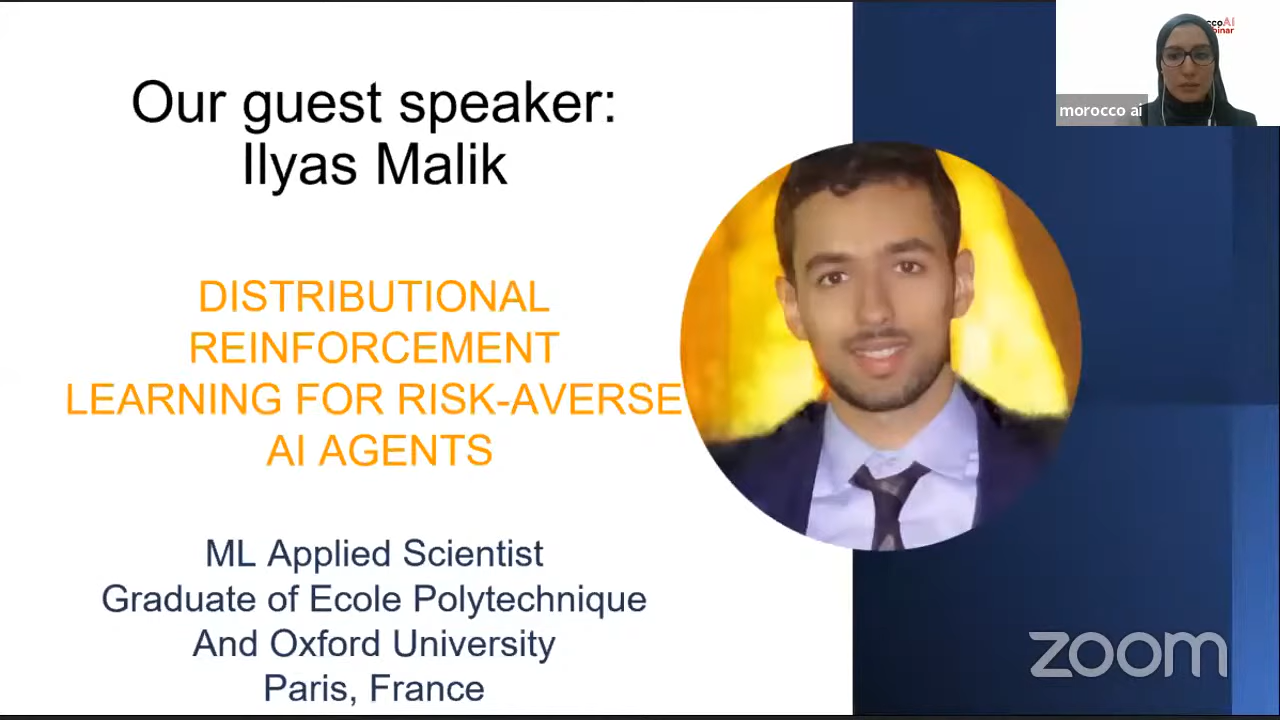 Our guest speaker:
Ilyas Malik
DISTRIBUTIONAL
REINFORCEMENT
LEARNING FOR RISK-AVERSE
AI AGENTS
ML Applied Scientist
Graduate of Ecole Polytechnique
And Oxford University
Paris, France
morocco ai
zoom